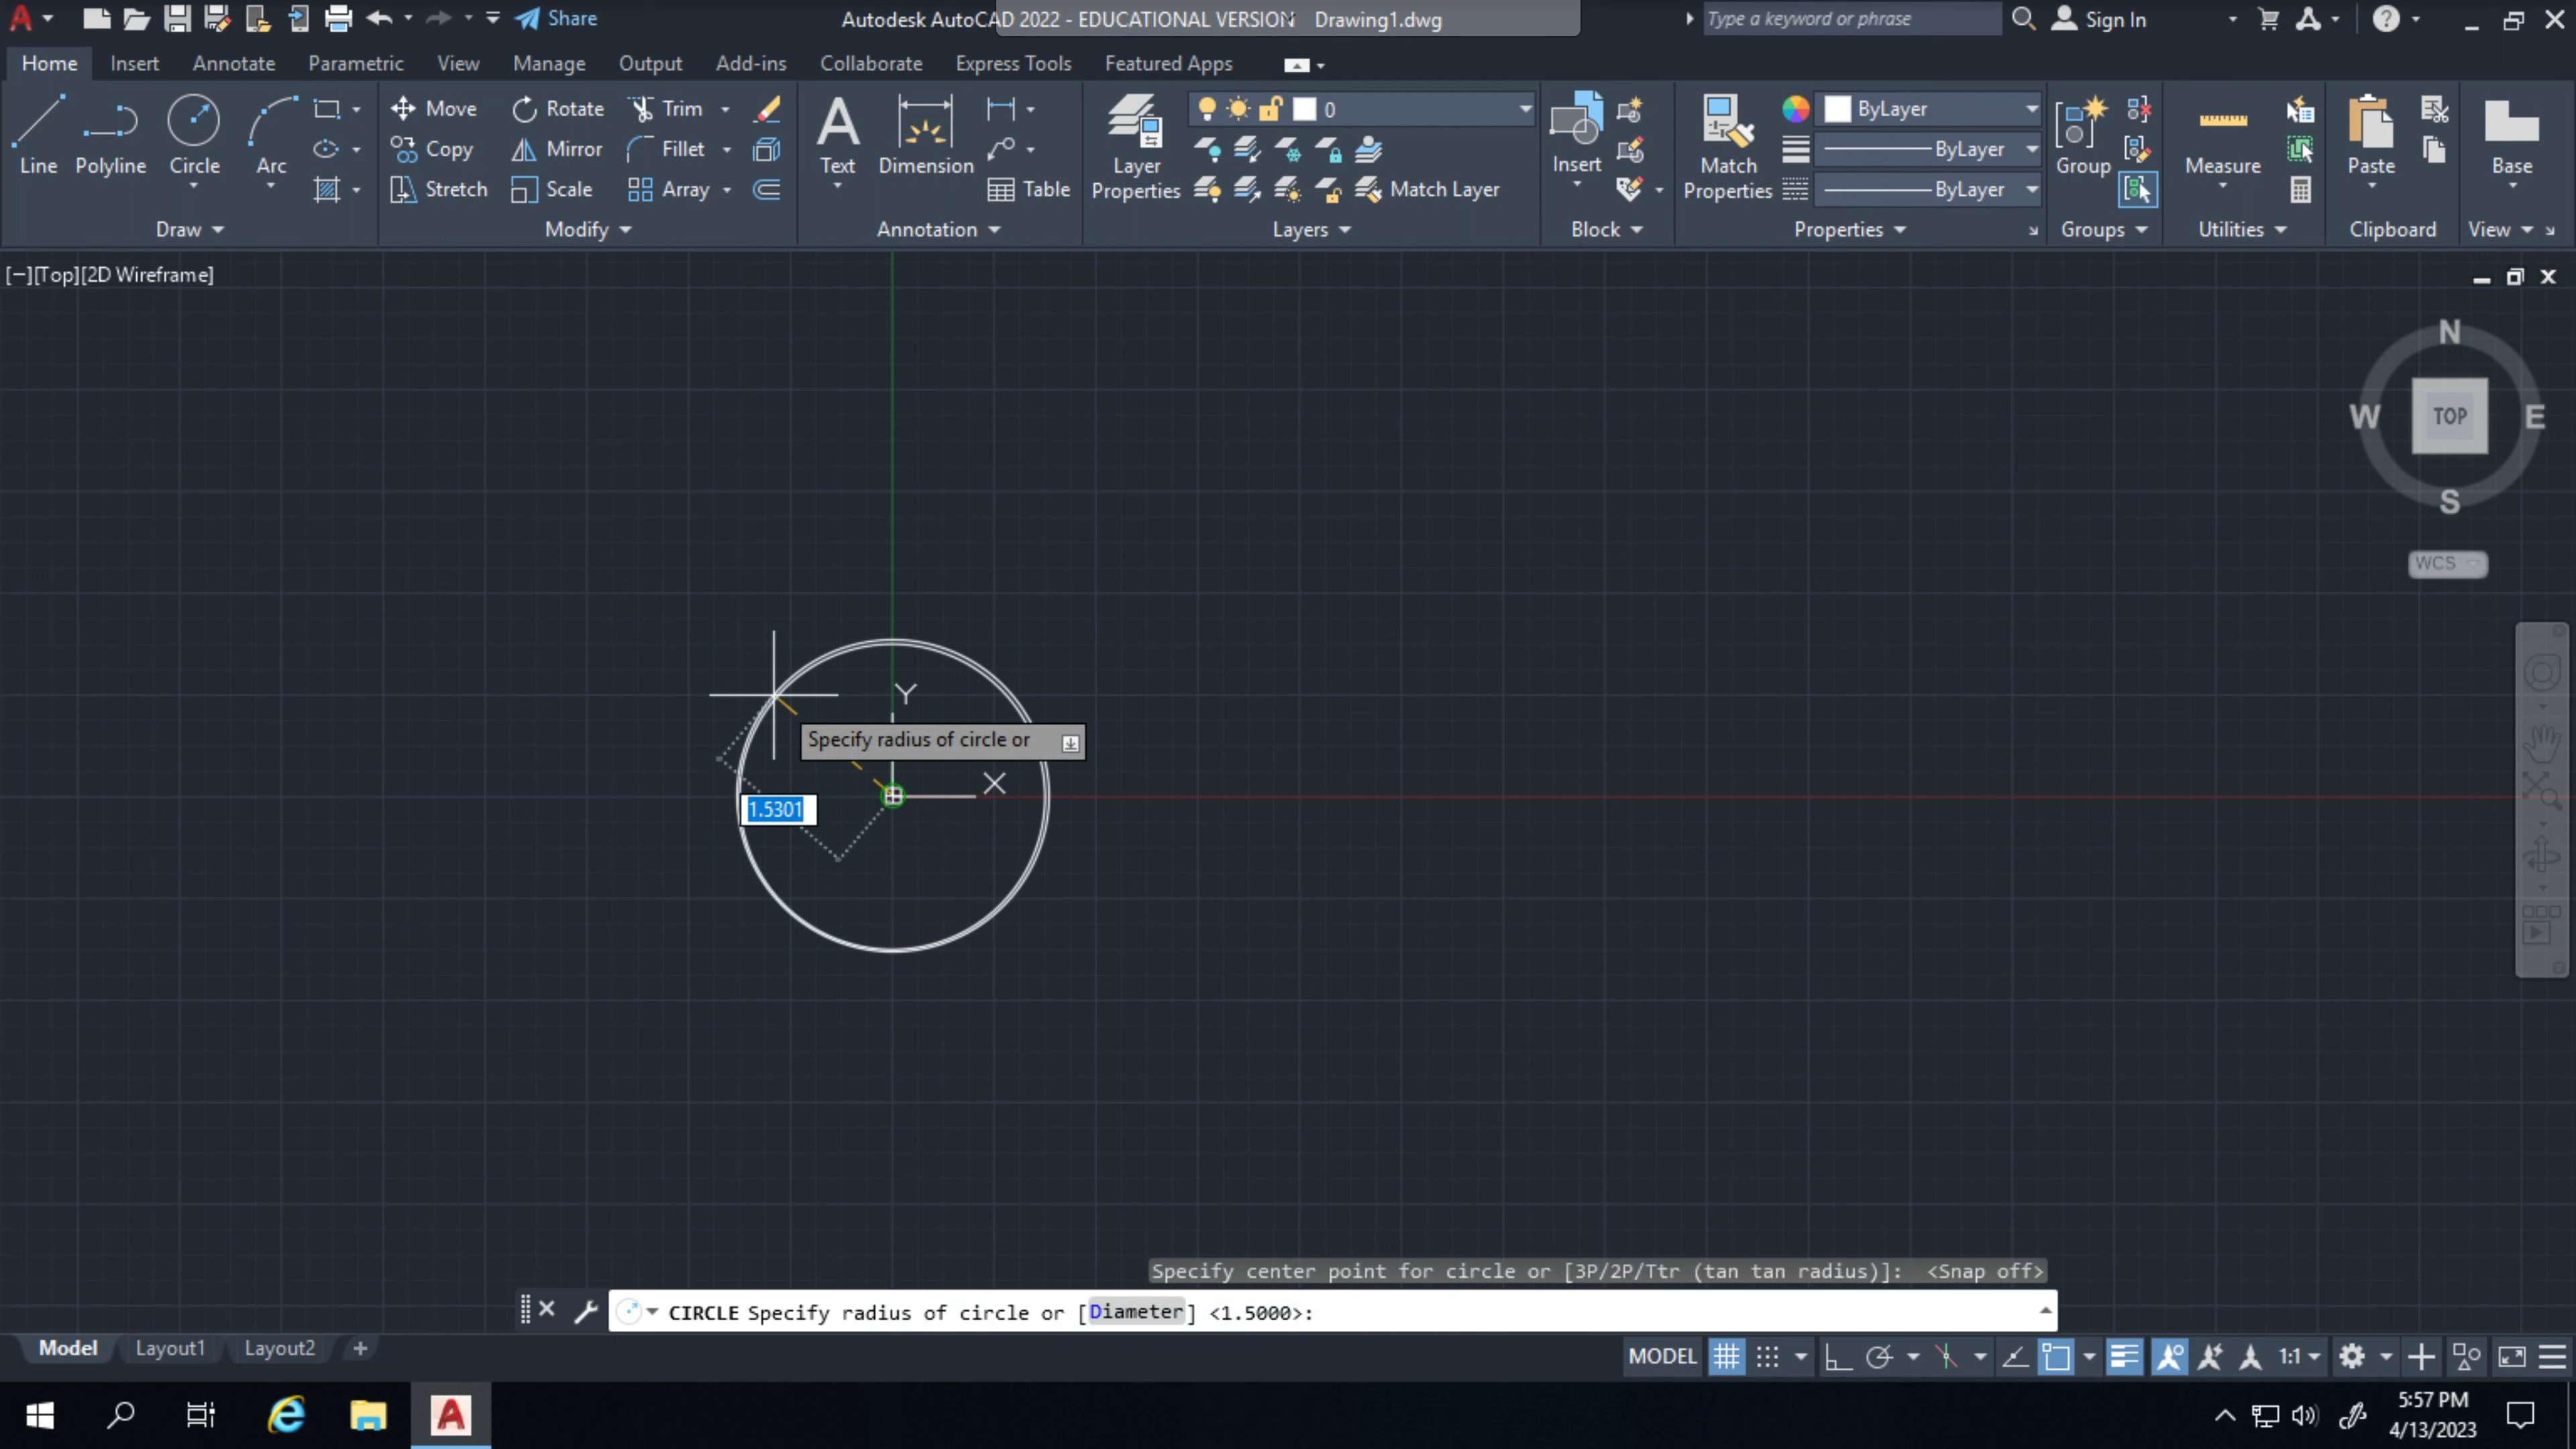 Share
Autodesk AutoCAD 2022 - EDUCATIONAL VERSION Drawing1.dwg
Type a keyword or phrase
Sign In
Home Insert Annotate Parametric View Manage Output Add-ins Collaborate Express Tools Featured Apps
Line
Polyline
Circle
Arc
Draw
Move
Rotate
Trim
Copy
Mirror
Fillet
Stretch
Scale
Array
Modify
Text
Dimension
Table
Annotation
Layer
Properties
0
Match Layer
Layers
Insert
Block
Match
Properties
ByLayer
ByLayer
ByLayer
Properties
Group
Groups
Measure
Utilities
Paste
Clipboard
Base
View
[−][Top][2D Wireframe]
N
W
TOP
E
S
WCS
Y
Specify radius of circle or
X
1.5301
Specify center point for circle or [3P/2P/Ttr (tan tan radius)]: <Snap off>
CIRCLE Specify radius of circle or [Diameter] <1.5000>:
Model Layout1 Layout2 +
MODEL
1:1
5:57 PM
4/13/2023